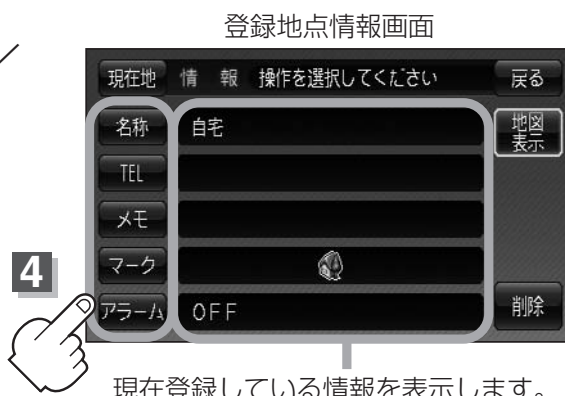 登録地点情報画面
現在地 情 報 操作を選択してください 戻る
名称 自宅 地図表示
TEL
メモ
マーク
4
アラーム OFF 削除
現在登録している情報を表示します。